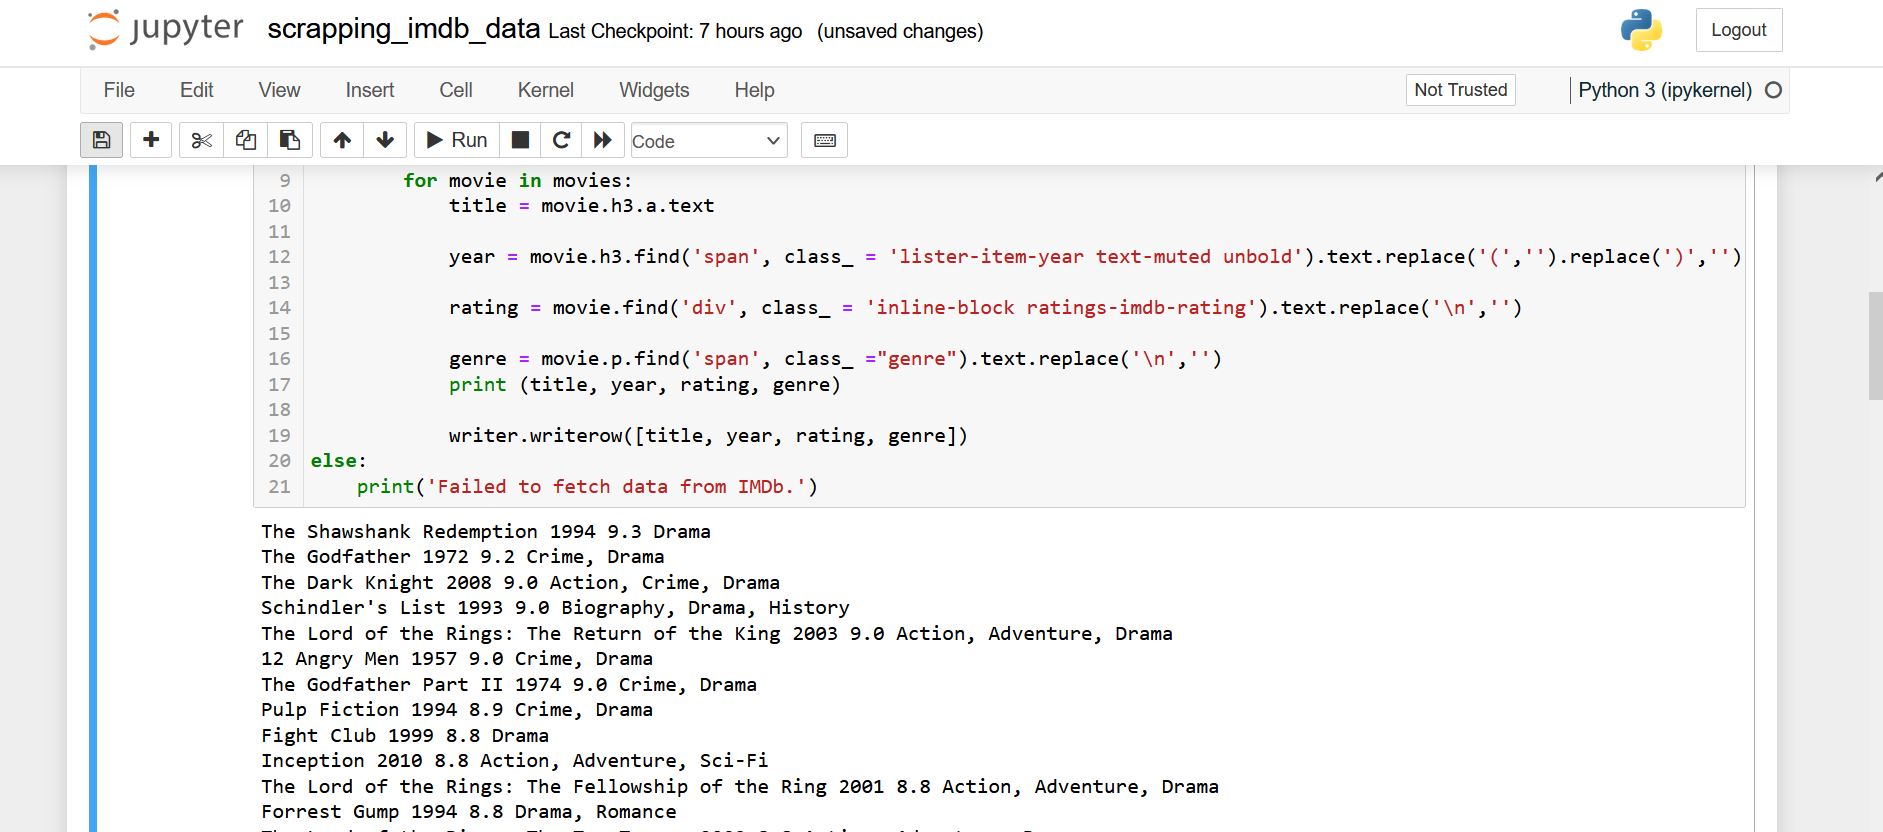 jupyter scrapping_imdb_data Last Checkpoint: 7 hours ago (unsaved changes) Logout
File Edit View Insert Cell Kernel Widgets Help Not Trusted Python 3 (ipykernel)
Run Code
9 for movie in movies:
10 title = movie.h3.a.text
11
12 year = movie.h3.find('span', class_ = 'lister-item-year text-muted unbold').text.replace('(','').replace(')','')
13
14 rating = movie.find('div', class_ = 'inline-block ratings-imdb-rating').text.replace('\n','')
15
16 genre = movie.p.find('span', class_ ="genre").text.replace('\n','')
17 print (title, year, rating, genre)
18
19 writer.writerow([title, year, rating, genre])
20 else:
21 print('Failed to fetch data from IMDb.')
The Shawshank Redemption 1994 9.3 Drama
The Godfather 1972 9.2 Crime, Drama
The Dark Knight 2008 9.0 Action, Crime, Drama
Schindler's List 1993 9.0 Biography, Drama, History
The Lord of the Rings: The Return of the King 2003 9.0 Action, Adventure, Drama
12 Angry Men 1957 9.0 Crime, Drama
The Godfather Part II 1974 9.0 Crime, Drama
Pulp Fiction 1994 8.9 Crime, Drama
Fight Club 1999 8.8 Drama
Inception 2010 8.8 Action, Adventure, Sci-Fi
The Lord of the Rings: The Fellowship of the Ring 2001 8.8 Action, Adventure, Drama
Forrest Gump 1994 8.8 Drama, Romance